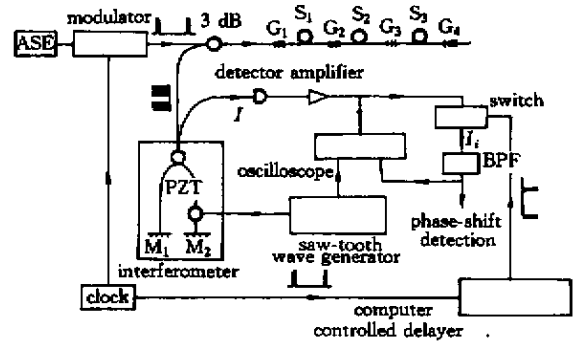 modulator
3 dB
ASE
G1 S1 G2 S2 G3 S3 G4
detector amplifier
I
switch
Ii
BPF
oscilloscope
PZT
phase-shift
detection
M1 M2
interferometer
saw-tooth
wave generator
clock
computer
controlled delayer